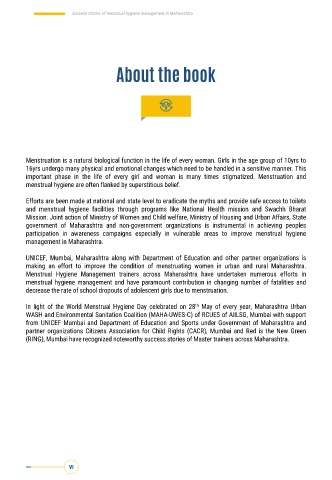 Success Stories of Menstrual hygiene management in Maharashtra
About the book
Menstruation is a natural biological function in the life of every woman. Girls in the age group of 10yrs to
16yrs undergo many physical and emotional changes which need to be handled in a sensitive manner. This
important phase in the life of every girl and woman is many times stigmatized. Menstruation and
menstrual hygiene are often flanked by superstitious belief.
Efforts are been made at national and state level to eradicate the myths and provide safe access to toilets
and menstrual hygiene facilities through programs like National Health mission and Swachh Bharat
Mission. Joint action of Ministry of Women and Child welfare, Ministry of Housing and Urban Affairs, State
government of Maharashtra and non-government organizations is instrumental in achieving peoples
participation in awareness campaigns especially in vulnerable areas to improve menstrual hygiene
management in Maharashtra.
UNICEF, Mumbai, Maharashtra along with Department of Education and other partner organizations is
making an effort to improve the condition of menstruating women in urban and rural Maharashtra.
Menstrual Hygiene Management trainers across Maharashtra have undertaken numerous efforts in
menstrual hygiene management and have paramount contribution in changing number of fatalities and
decrease the rate of school dropouts of adolescent girls due to menstruation.
In light of the World Menstrual Hygiene Day celebrated on 28th May of every year, Maharashtra Urban
WASH and Environmental Sanitation Coalition (MAHA-UWES-C) of RCUES of AIILSG, Mumbai with support
from UNICEF Mumbai and Department of Education and Sports under Government of Maharashtra and
partner organizations Citizens Association for Child Rights (CACR), Mumbai and Red is the New Green
(RING), Mumbai have recognized noteworthy success stories of Master trainers across Maharashtra.
VI